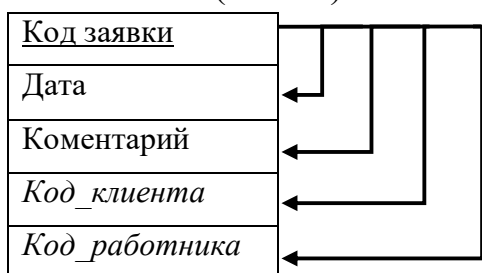 Код заявки
Дата
Коментарий
Код_клиента
Код_работника